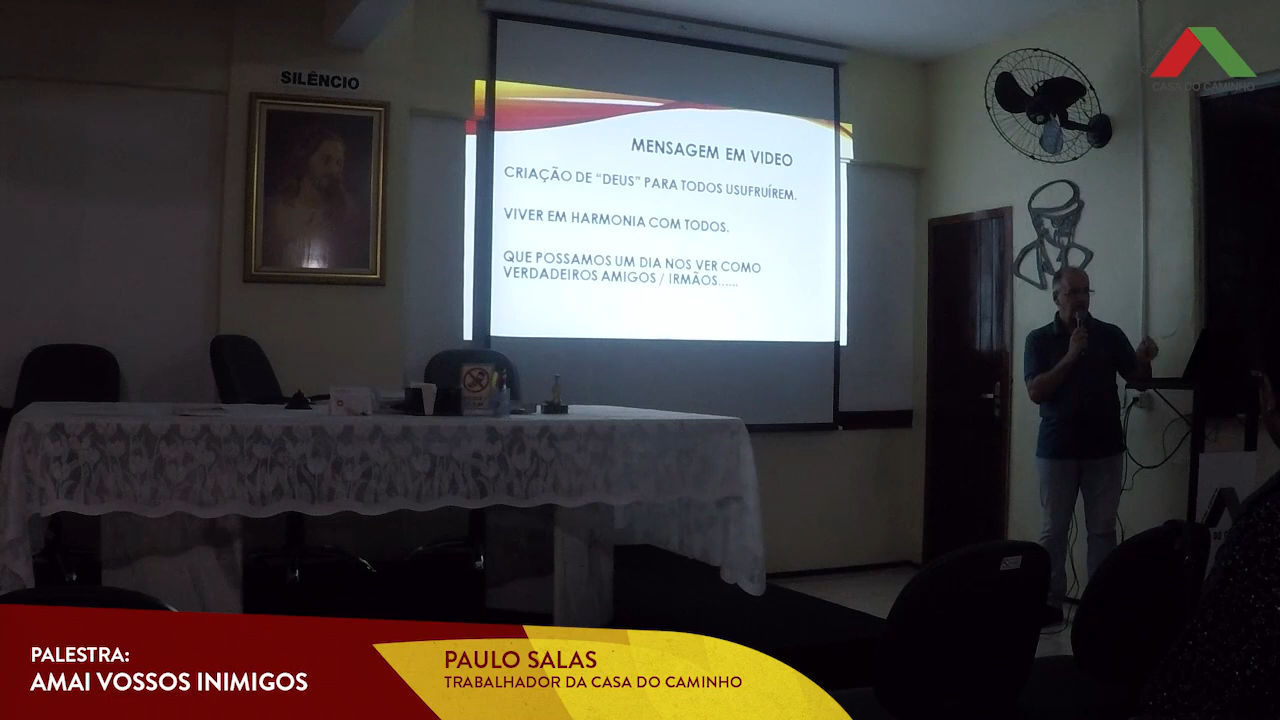 SILÊNCIO
CASA DO CAMINHO
MENSAGEM EM VIDEO
CRIAÇÃO DE “DEUS” PARA TODOS USUFRUÍREM.
VIVER EM HARMONIA COM TODOS.
QUE POSSAMOS UM DIA NOS VER COMO
VERDADEIROS AMIGOS / IRMÃOS......
PALESTRA:
AMAI VOSSOS INIMIGOS
PAULO SALAS
TRABALHADOR DA CASA DO CAMINHO